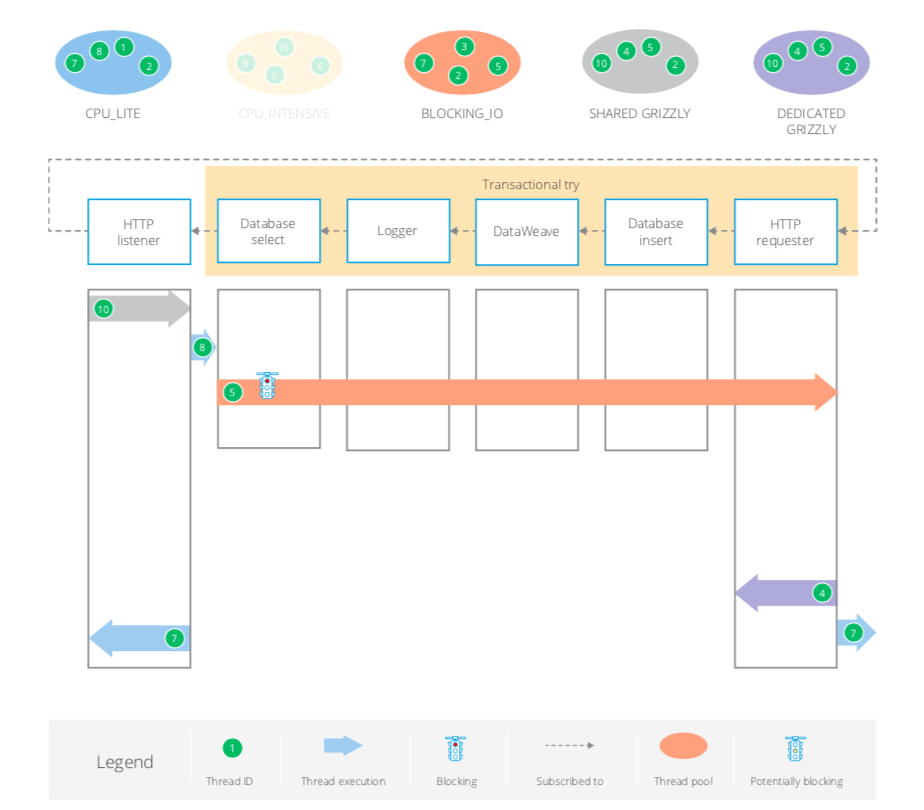 7 8 1 2
9 16 5 6
7 3 2 5
10 4 5 2
10 4 5 2
CPU_LITE
CPU_INTENSIVE
BLOCKING_IO
SHARED GRIZZLY
DEDICATED
GRIZZLY
Transactional try
HTTP
listener
Database
select
Logger
DataWeave
Database
insert
HTTP
requester
10
8
5
4
7
7
Legend
1
Thread ID
Thread execution
Blocking
Subscribed to
Thread pool
Potentially blocking